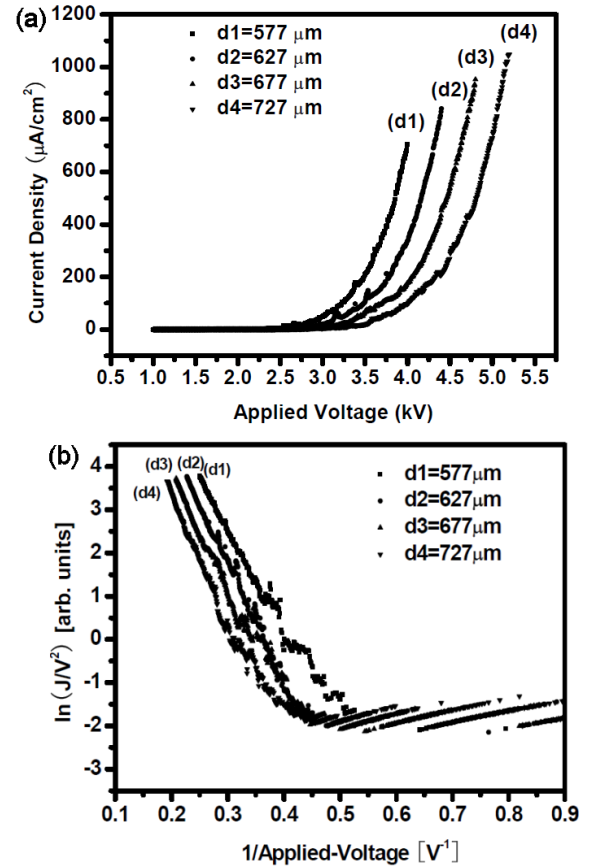 (a)
d1=577 μm
d2=627 μm
d3=677 μm
d4=727 μm
(d1)
(d2)
(d3)
(d4)
1200
1000
800
600
400
200
0
-200
Current Density (μA/cm²)
0.5 1.0 1.5 2.0 2.5 3.0 3.5 4.0 4.5 5.0 5.5
Applied Voltage (kV)
(b)
(d3)
(d2)
(d1)
(d4)
d1=577μm
d2=627μm
d3=677μm
d4=727μm
4
3
2
1
0
-1
-2
-3
ln(J/V²) [arb. units]
0.1 0.2 0.3 0.4 0.5 0.6 0.7 0.8 0.9
1/Applied-Voltage [V⁻¹]